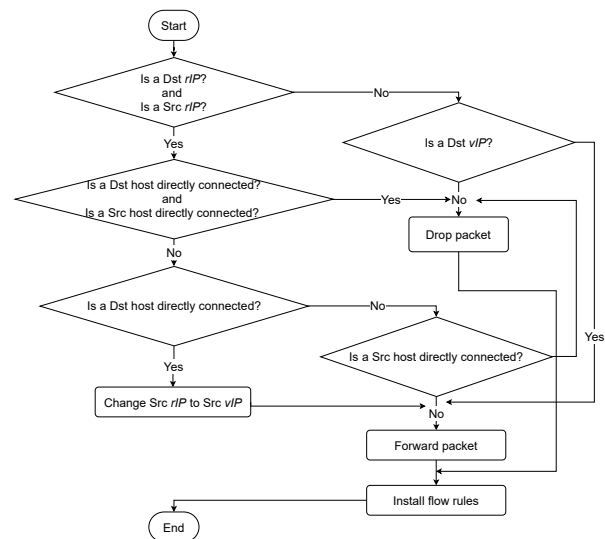 Start
Is a Dst rIP?
and
Is a Src rIP?
No
Is a Dst vIP?
Yes
Is a Dst host directly connected?
and
Is a Src host directly connected?
Yes
No
Drop packet
No
Is a Dst host directly connected?
No
Yes
Is a Src host directly connected?
Yes
Change Src rIP to Src vIP
No
Forward packet
Install flow rules
End